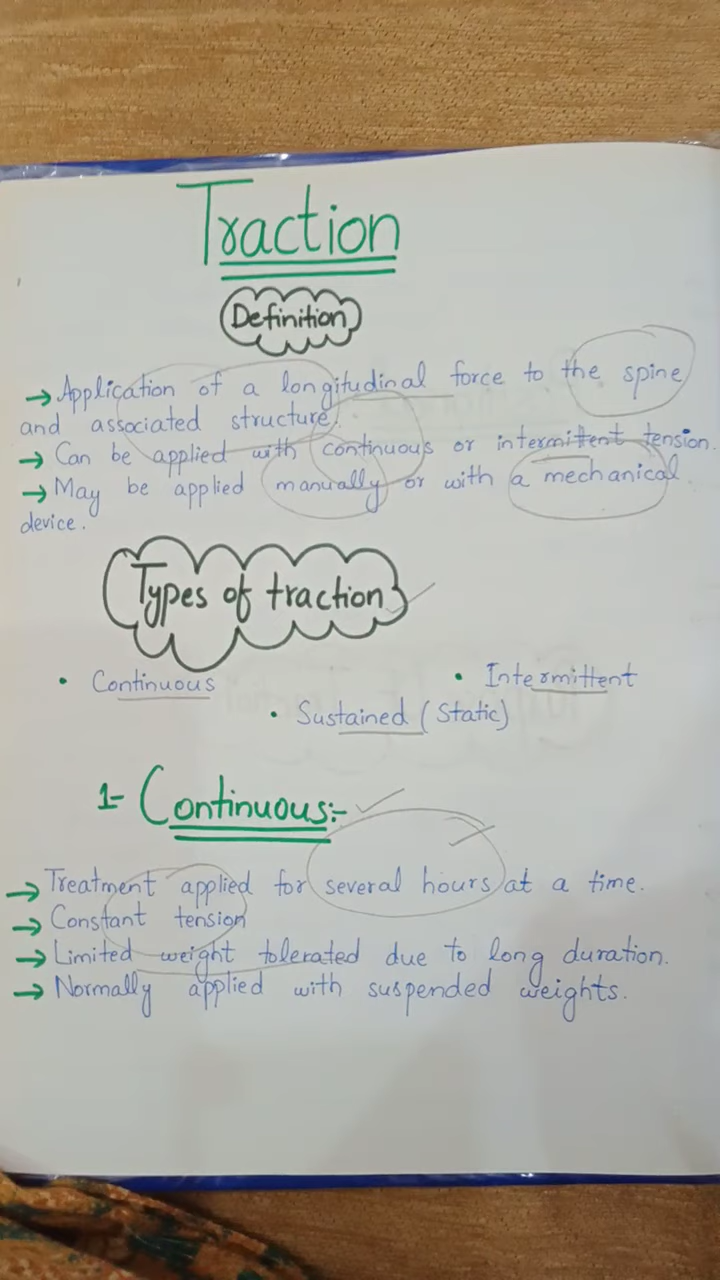 Traction
Definition
→ Application of a longitudinal force to the spine
and associated structure.
→ Can be applied with continuous or intermittent tension.
→ May be applied manually or with a mechanical
device.
Types of traction
• Continuous
• Intermittent
• Sustained (Static)
1- Continuous:-
→ Treatment applied for several hours at a time.
→ Constant tension
→ Limited weight tolerated due to long duration.
→ Normally applied with suspended weights.